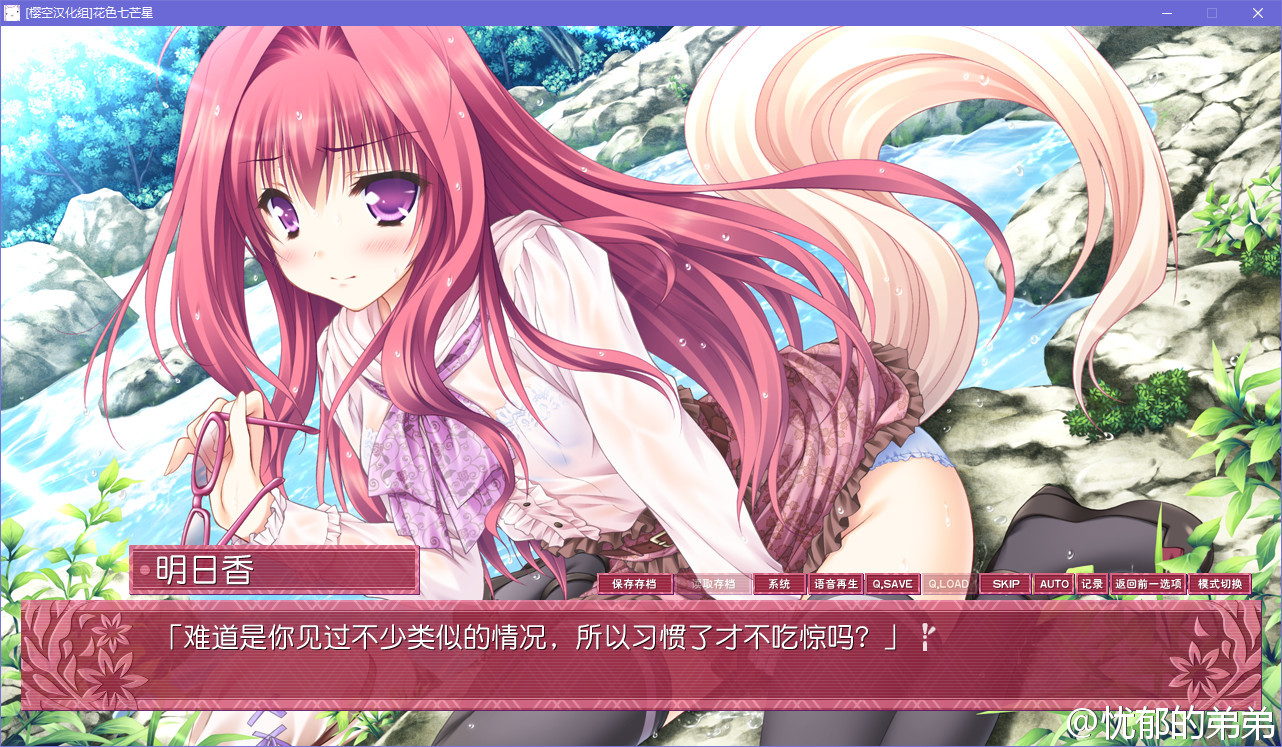 [樱空汉化组]花色七芒星
明日香
保存存档 读取存档 系统 语音再生 Q,SAVE Q,LOAD SKIP AUTO 记录 返回前一选项 模式切换
「难道是你见过不少类似的情况，所以习惯了才不吃惊吗？」
@忧郁的弟弟